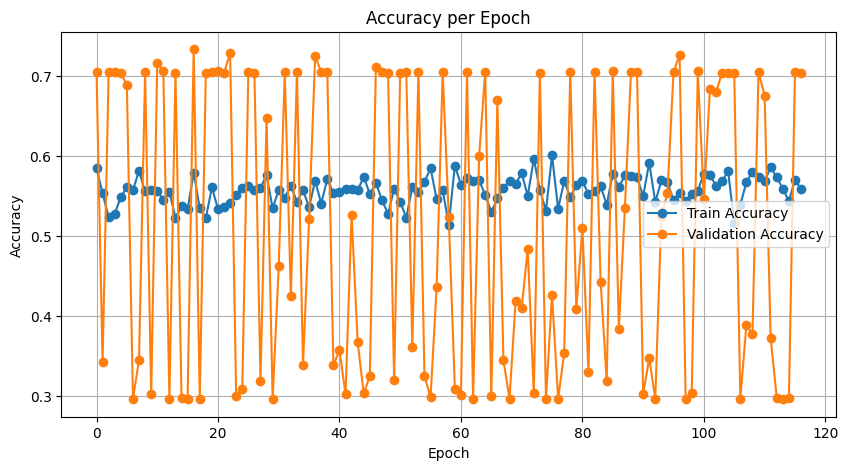 Accuracy per Epoch
0.7
0.6
0.5
0.4
0.3
Accuracy
Train Accuracy
Validation Accuracy
0 20 40 60 80 100 120
Epoch